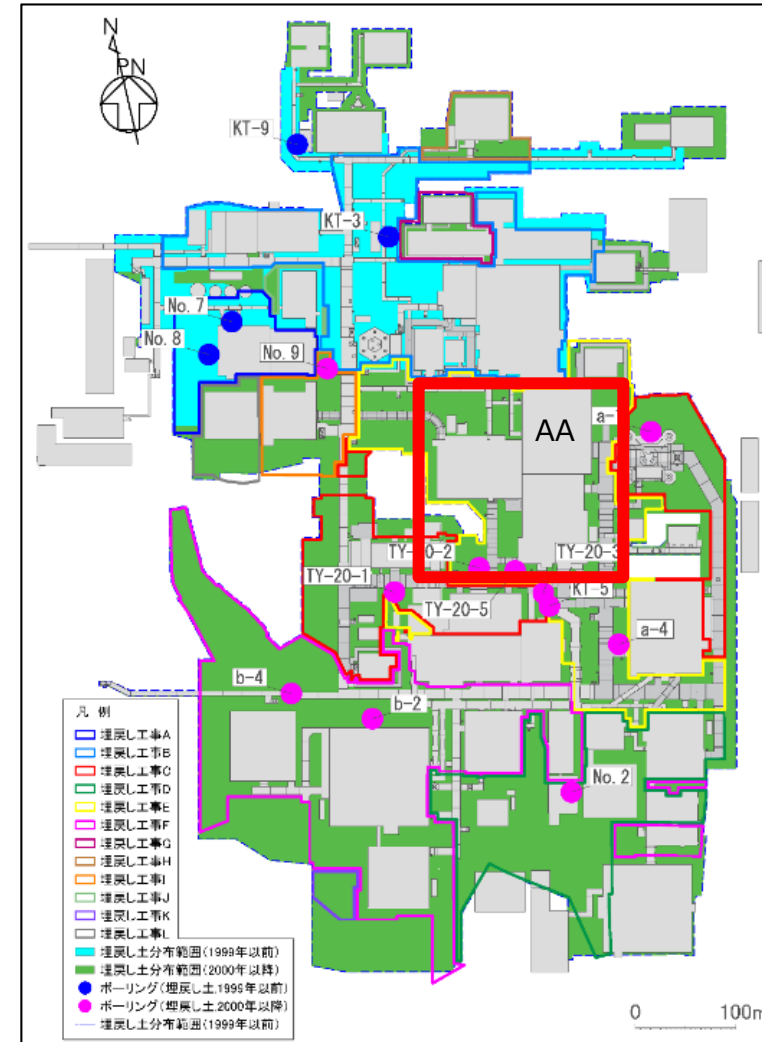 N
PN
KT-9
KT-3
No. 7
No. 8
No. 9
AA
a-
TY-20-2
TY-20-3
TY-20-1
KT-5
TY-20-5
a-4
b-4
b-2
No. 2
凡 例
埋戻し工事A
埋戻し工事B
埋戻し工事C
埋戻し工事D
埋戻し工事E
埋戻し工事F
埋戻し工事G
埋戻し工事H
埋戻し工事I
埋戻し工事J
埋戻し工事K
埋戻し工事L
埋戻し土分布範囲(1999年以前)
埋戻し土分布範囲(2000年以降)
ボーリング(埋戻し土,1999年以前)
ボーリング(埋戻し土,2000年以降)
埋戻し土分布範囲(1999年以前)
0 100m